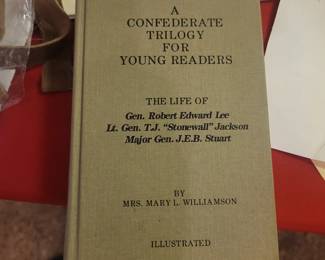 A
CONFEDERATE
TRILOGY
FOR
YOUNG READERS
THE LIFE OF
Gen. Robert Edward Lee
Lt. Gen. T.J. "Stonewall" Jackson
Major Gen. J.E.B. Stuart
BY
MRS. MARY L. WILLIAMSON
ILLUSTRATED